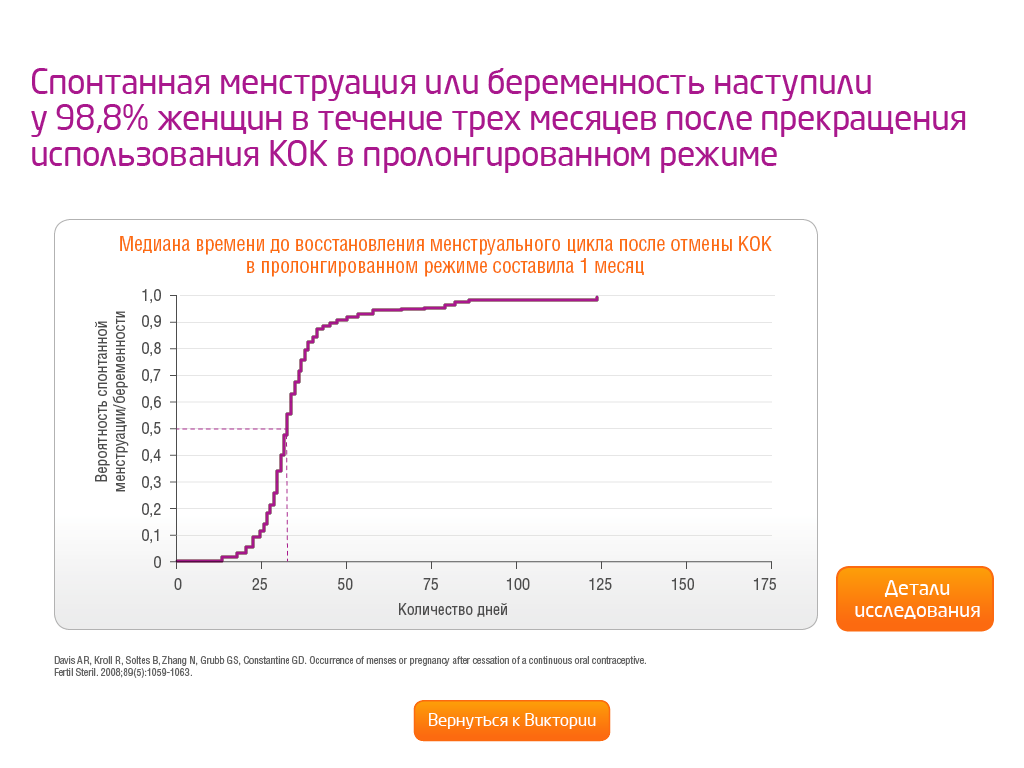 Спонтанная менструация или беременность наступили
у 98,8% женщин в течение трех месяцев после прекращения
использования КОК в пролонгированном режиме
Медиана времени до восстановления менструального цикла после отмены КОК
в пролонгированном режиме составила 1 месяц
Вероятность спонтанной
менструации/беременности
1,0
0,9
0,8
0,7
0,6
0,5
0,4
0,3
0,2
0,1
0
0 25 50 75 100 125 150 175
Количество дней
Детали
исследования
Davis AR, Kroll R, Soltes B, Zhang N, Grubb GS, Constantine GD. Occurrence of menses or pregnancy after cessation of a continuous oral contraceptive.
Fertil Steril. 2008;89(5):1059-1063.
Вернуться к Виктории